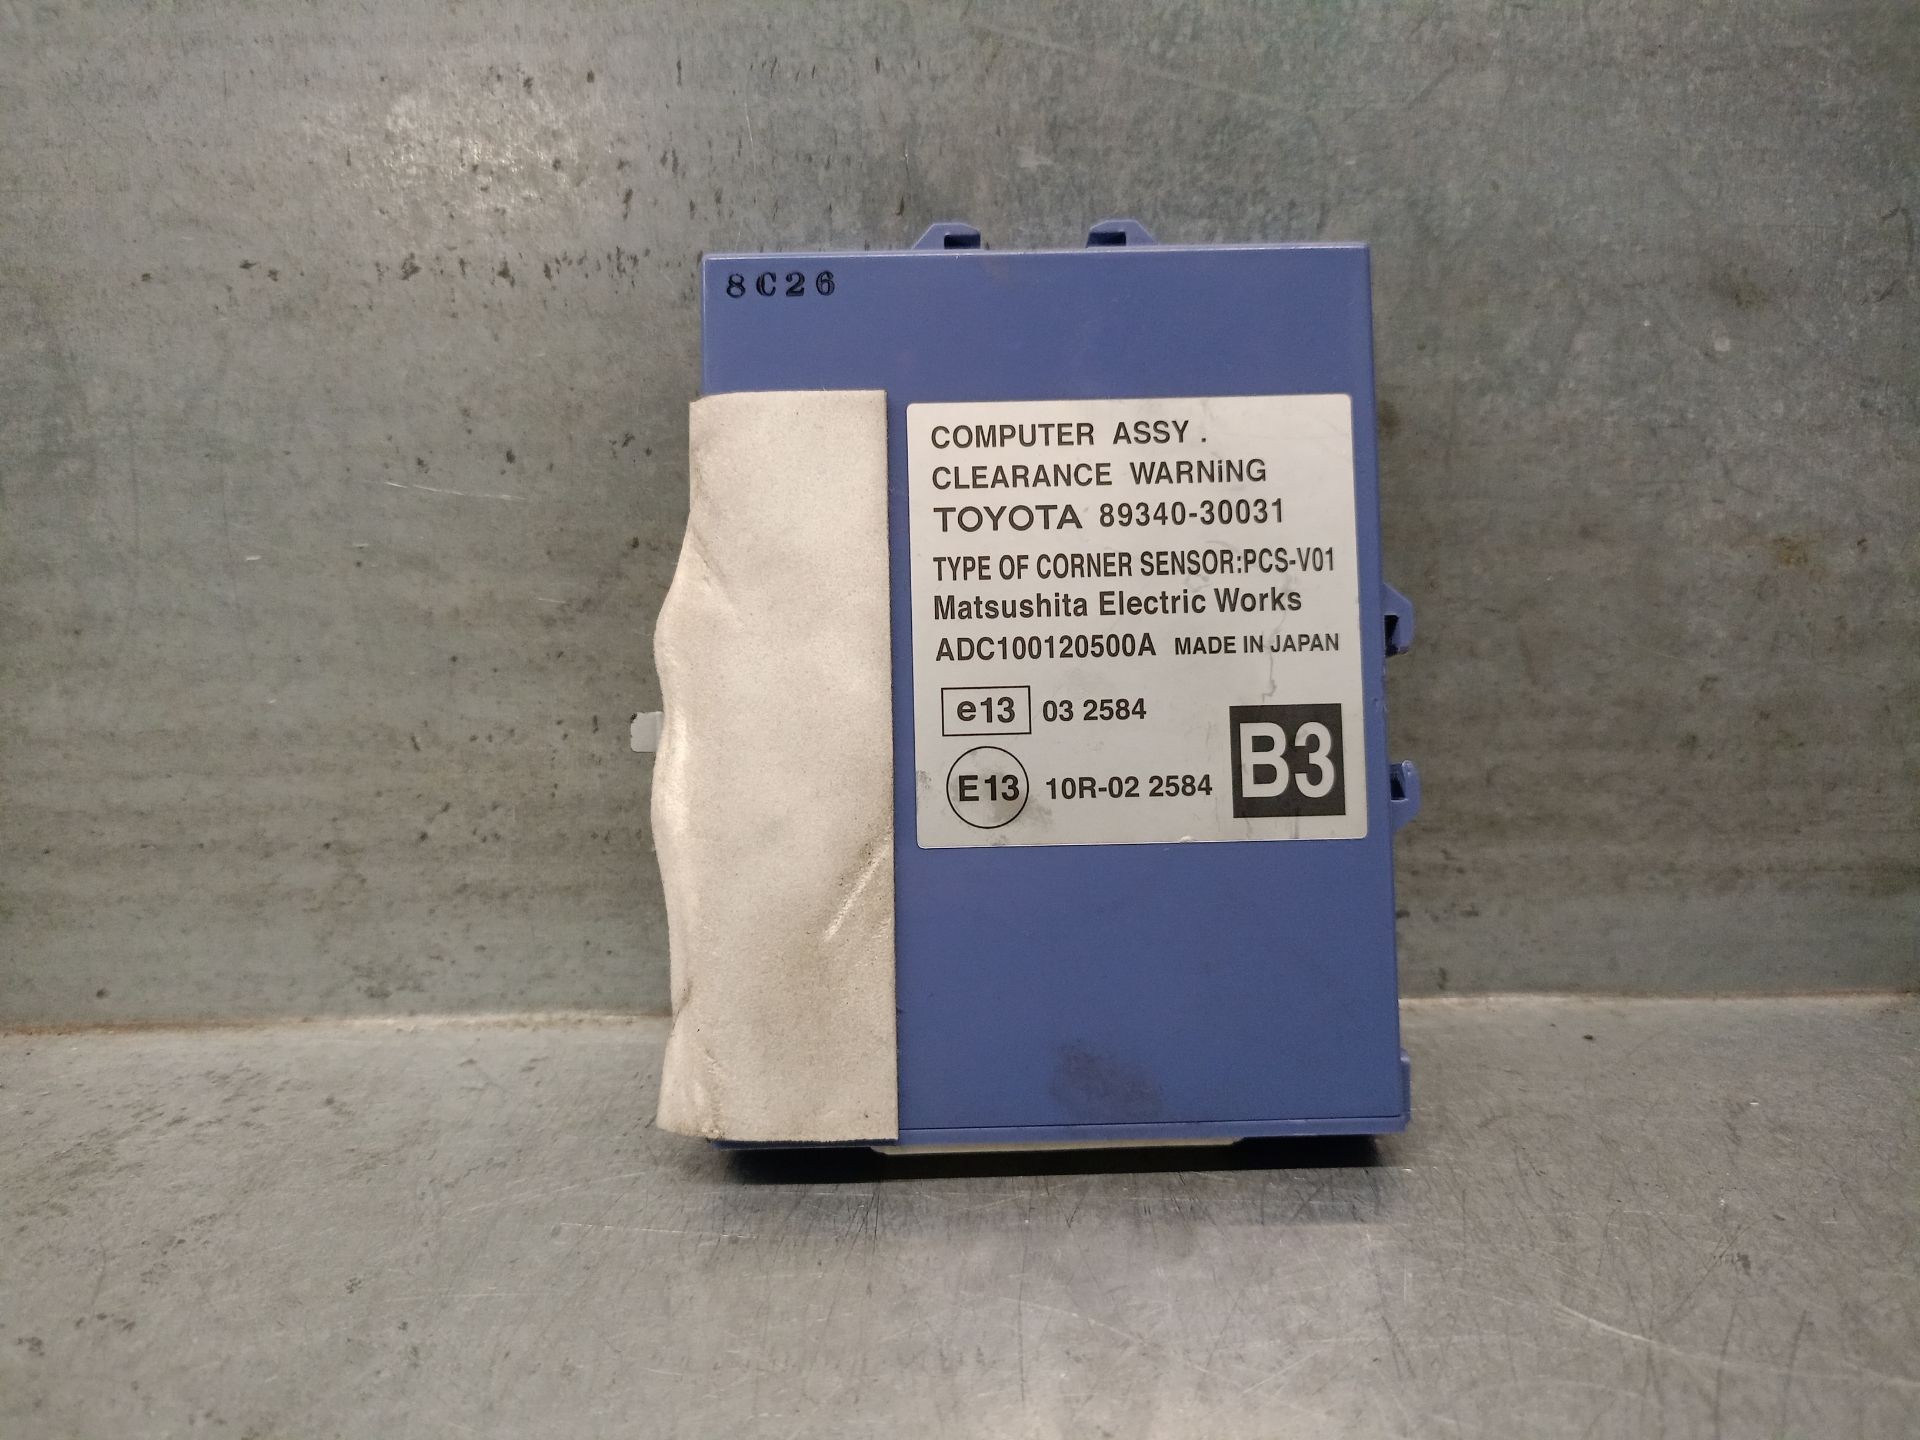 8C26
COMPUTER ASSY.
CLEARANCE WARNiNG
TOYOTA 89340-30031
TYPE OF CORNER SENSOR:PCS-V01
Matsushita Electric Works
ADC100120500A MADE IN JAPAN
e13 03 2584
E13 10R-02 2584
B3